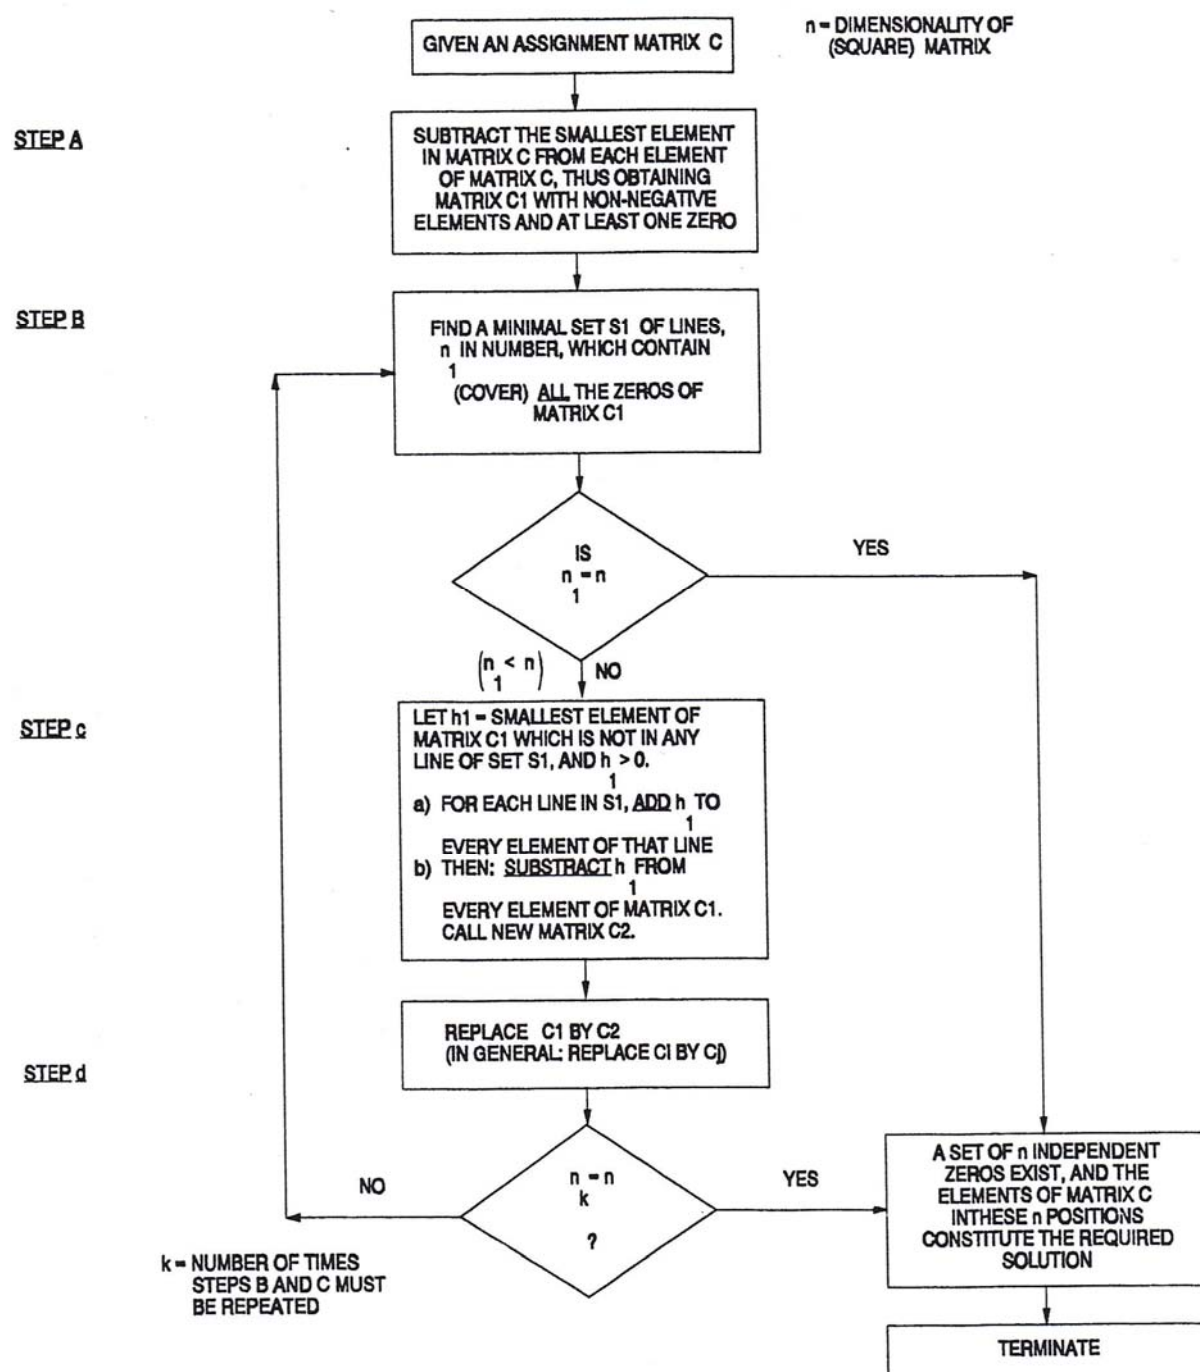 GIVEN AN ASSIGNMENT MATRIX C
n = DIMENSIONALITY OF
(SQUARE) MATRIX
STEP A
SUBTRACT THE SMALLEST ELEMENT
IN MATRIX C FROM EACH ELEMENT
OF MATRIX C, THUS OBTAINING
MATRIX C1 WITH NON-NEGATIVE
ELEMENTS AND AT LEAST ONE ZERO
STEP B
FIND A MINIMAL SET S1 OF LINES,
n IN NUMBER, WHICH CONTAIN
1
(COVER) ALL THE ZEROS OF
MATRIX C1
IS
n = n
1
YES
(n < n)
1
NO
STEP c
LET h1 = SMALLEST ELEMENT OF
MATRIX C1 WHICH IS NOT IN ANY
LINE OF SET S1, AND h > 0.
1
a) FOR EACH LINE IN S1, ADD h TO
1
EVERY ELEMENT OF THAT LINE
b) THEN: SUBSTRACT h FROM
1
EVERY ELEMENT OF MATRIX C1.
CALL NEW MATRIX C2.
STEP d
REPLACE C1 BY C2
(IN GENERAL: REPLACE CI BY Cj)
n = n
k
?
NO
YES
k = NUMBER OF TIMES
STEPS B AND C MUST
BE REPEATED
A SET OF n INDEPENDENT
ZEROS EXIST, AND THE
ELEMENTS OF MATRIX C
INTHESE n POSITIONS
CONSTITUTE THE REQUIRED
SOLUTION
TERMINATE